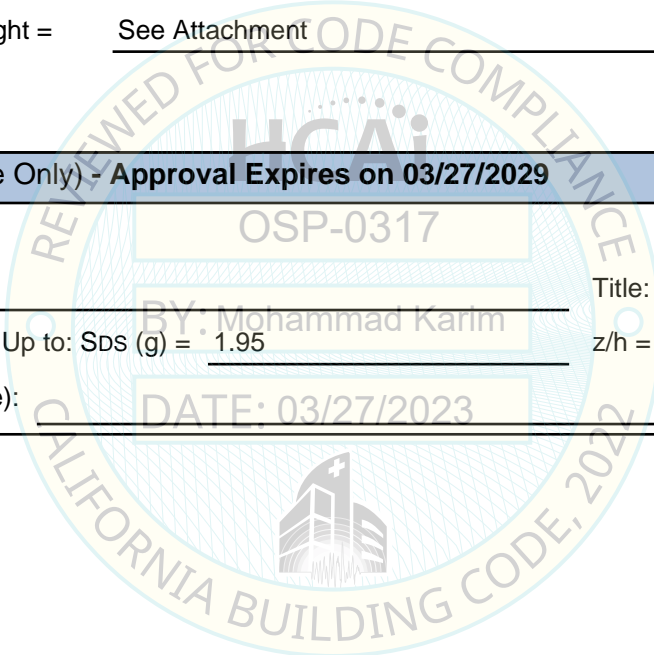 ght = See Attachment
REVIEWED FOR CODE COMPLIANCE
HCAi
e Only) - Approval Expires on 03/27/2029
OSP-0317
Title:
BY: Mohammad Karim
Up to: SDS (g) = 1.95 z/h =
e):
DATE: 03/27/2023
CALIFORNIA BUILDING CODE, 2022